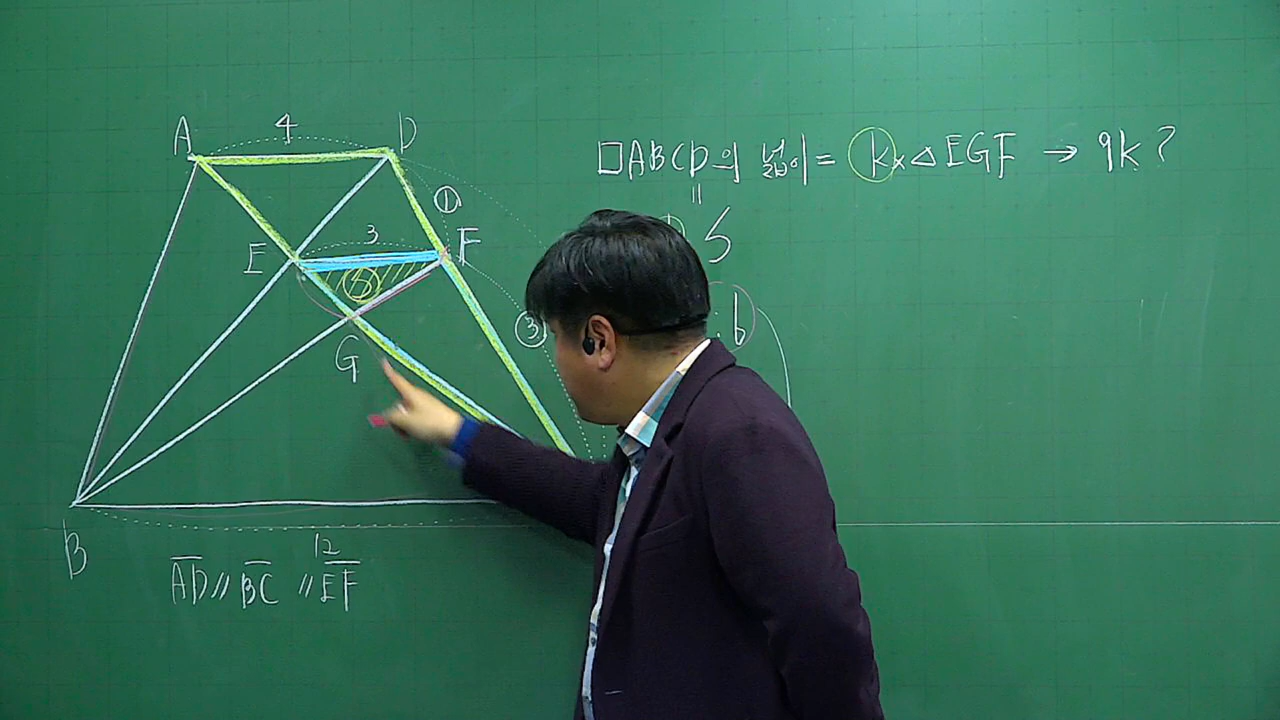 A 4 D
□ABCD의 넓이 = k × △EGF → 9k?
=
① S
E 3 F
G
③
: b
B
12
AD // BC // EF